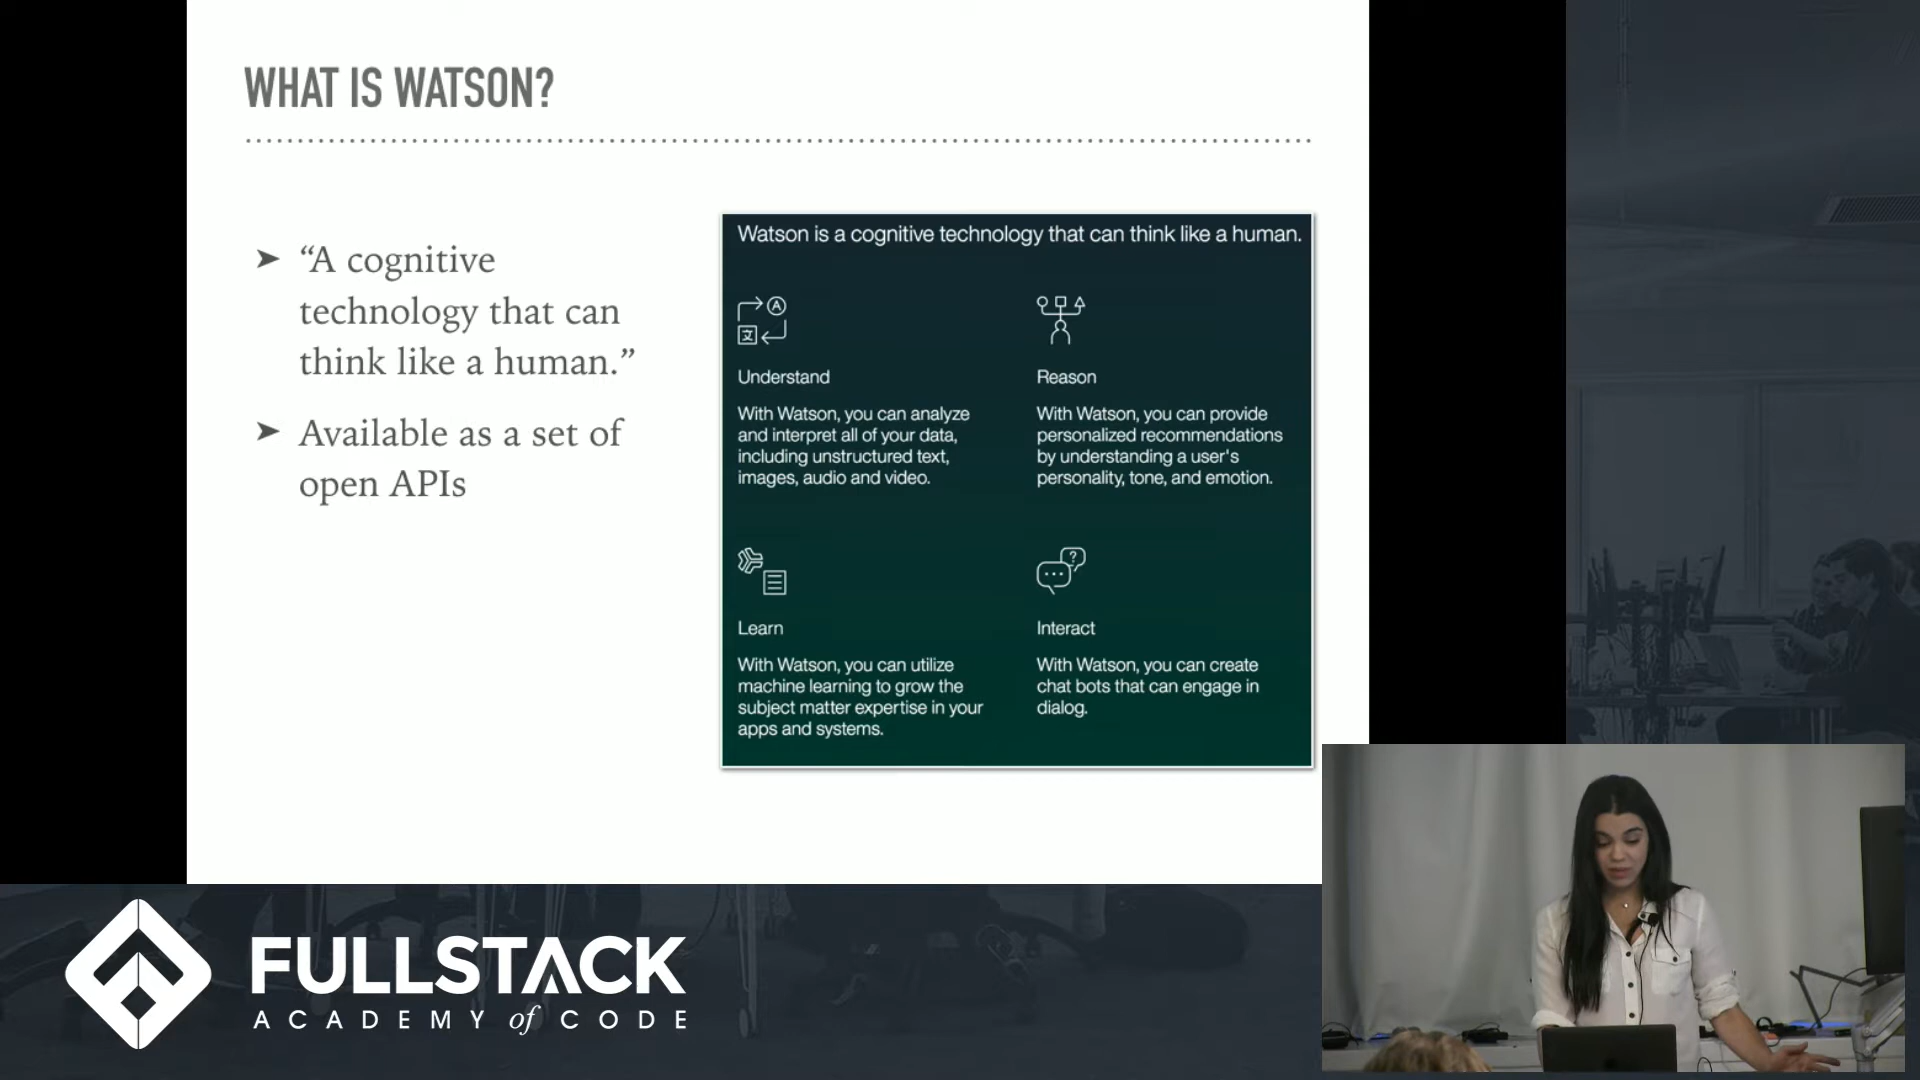 WHAT IS WATSON?
➤ “A cognitive
technology that can
think like a human.”
➤ Available as a set of
open APIs
Watson is a cognitive technology that can think like a human.
Understand
With Watson, you can analyze
and interpret all of your data,
including unstructured text,
images, audio and video.
Reason
With Watson, you can provide
personalized recommendations
by understanding a user's
personality, tone, and emotion.
Learn
With Watson, you can utilize
machine learning to grow the
subject matter expertise in your
apps and systems.
Interact
With Watson, you can create
chat bots that can engage in
dialog.
FULLSTACK
ACADEMY of CODE